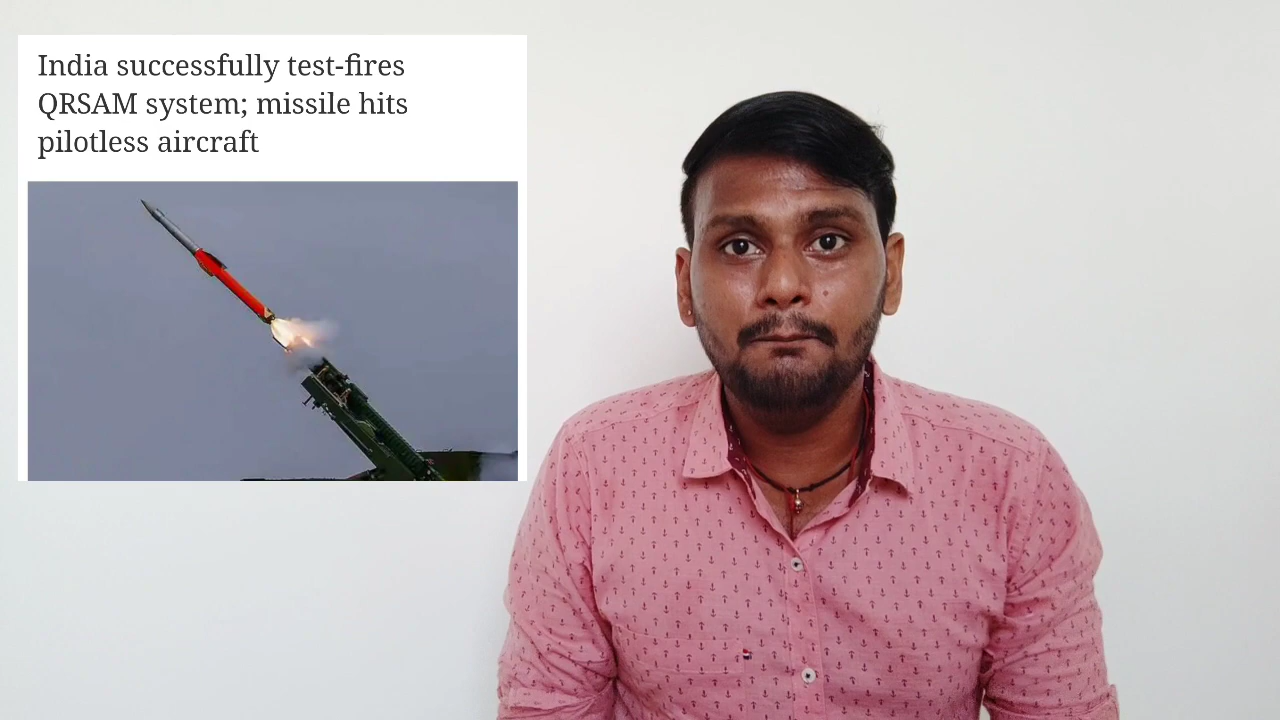 India successfully test-fires
QRSAM system; missile hits
pilotless aircraft